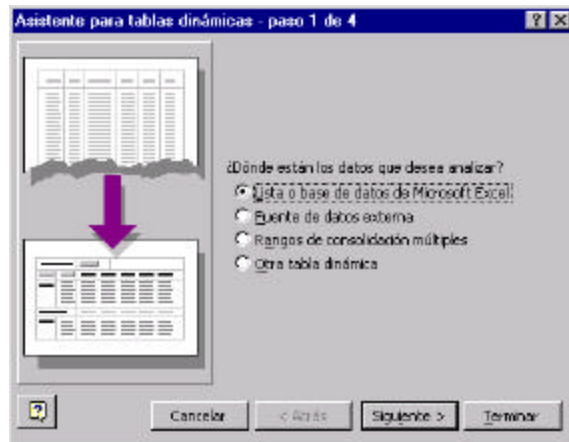 Asistente para tablas dinámicas - paso 1 de 4
¿Dónde están los datos que desea analizar?
Lista o base de datos de Microsoft Excel
Fuente de datos externa
Rangos de consolidación múltiples
Otra tabla dinámica
Cancelar
< Atrás
Siguiente >
Terminar